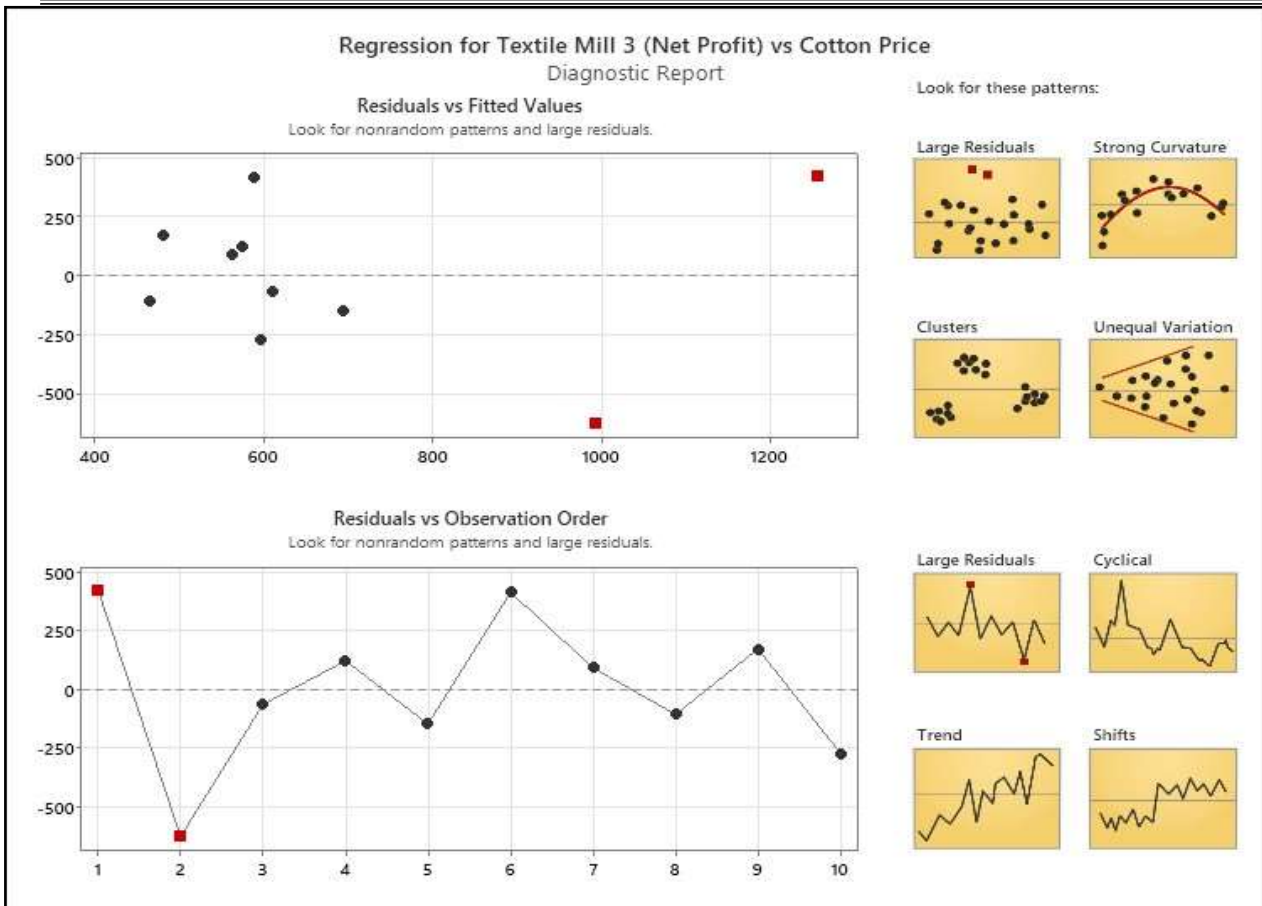 Regression for Textile Mill 3 (Net Profit) vs Cotton Price
Diagnostic Report
Residuals vs Fitted Values
Look for nonrandom patterns and large residuals.
500
250
0
-250
-500
400
600
800
1000
1200
Look for these patterns:
Large Residuals
Strong Curvature
Clusters
Unequal Variation
Residuals vs Observation Order
Look for nonrandom patterns and large residuals.
500
250
0
-250
-500
1
2
3
4
5
6
7
8
9
10
Large Residuals
Cyclical
Trend
Shifts